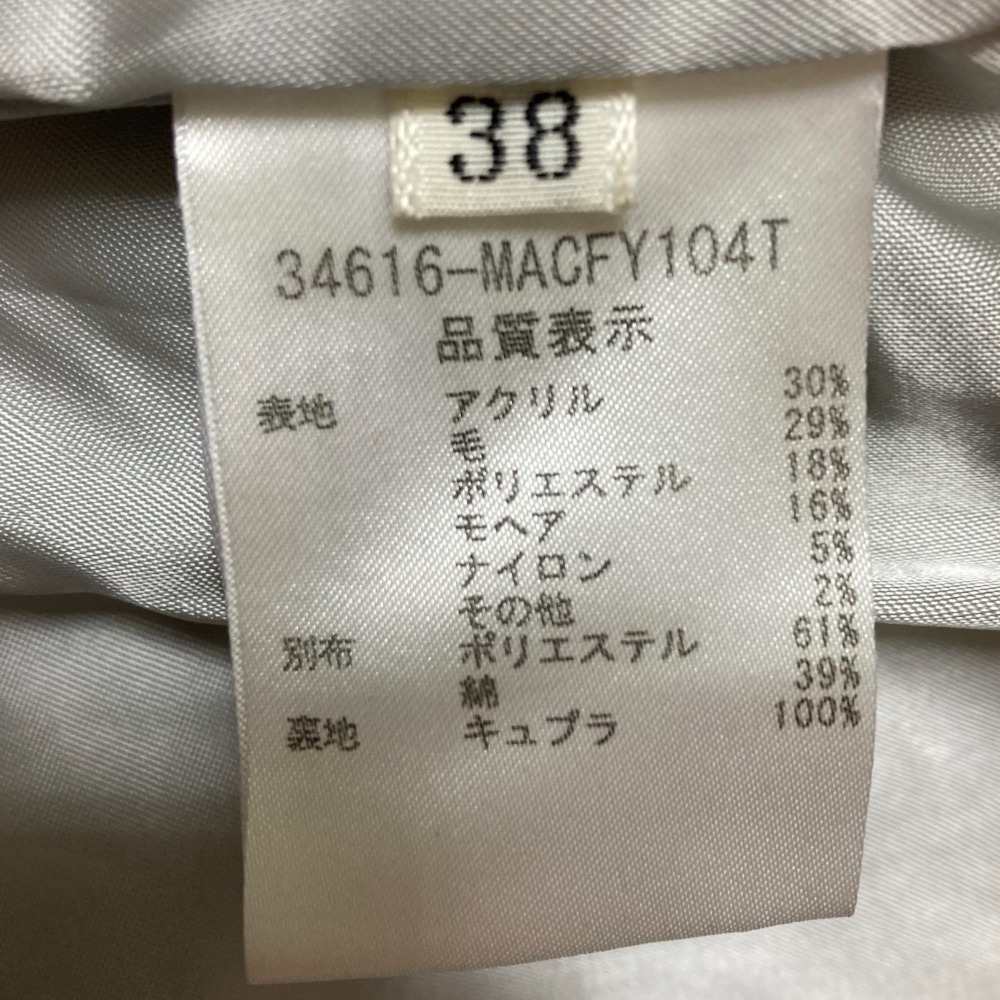 38
34616-MACFY104T
品質表示
表地 アクリル 30%
毛 29%
ポリエステル 18%
モヘア 16%
ナイロン 5%
その他 2%
別布 ポリエステル 61%
綿 39%
裏地 キュプラ 100%